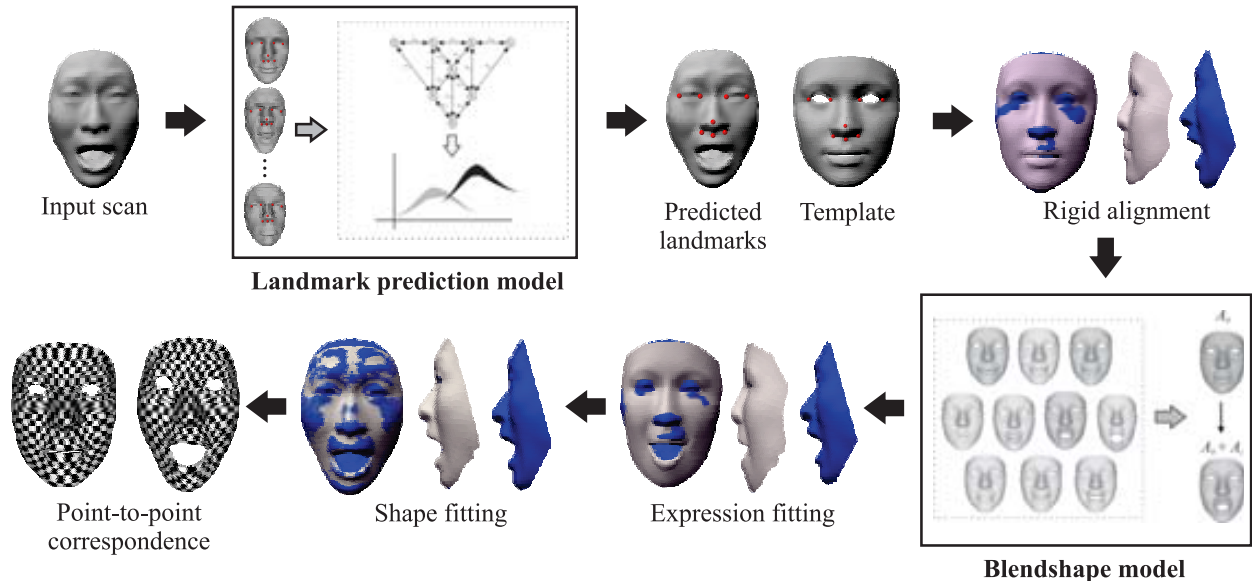 Input scan
Landmark prediction model
Predicted
landmarks
Template
Rigid alignment
Blendshape model
Expression fitting
Shape fitting
Point-to-point
correspondence